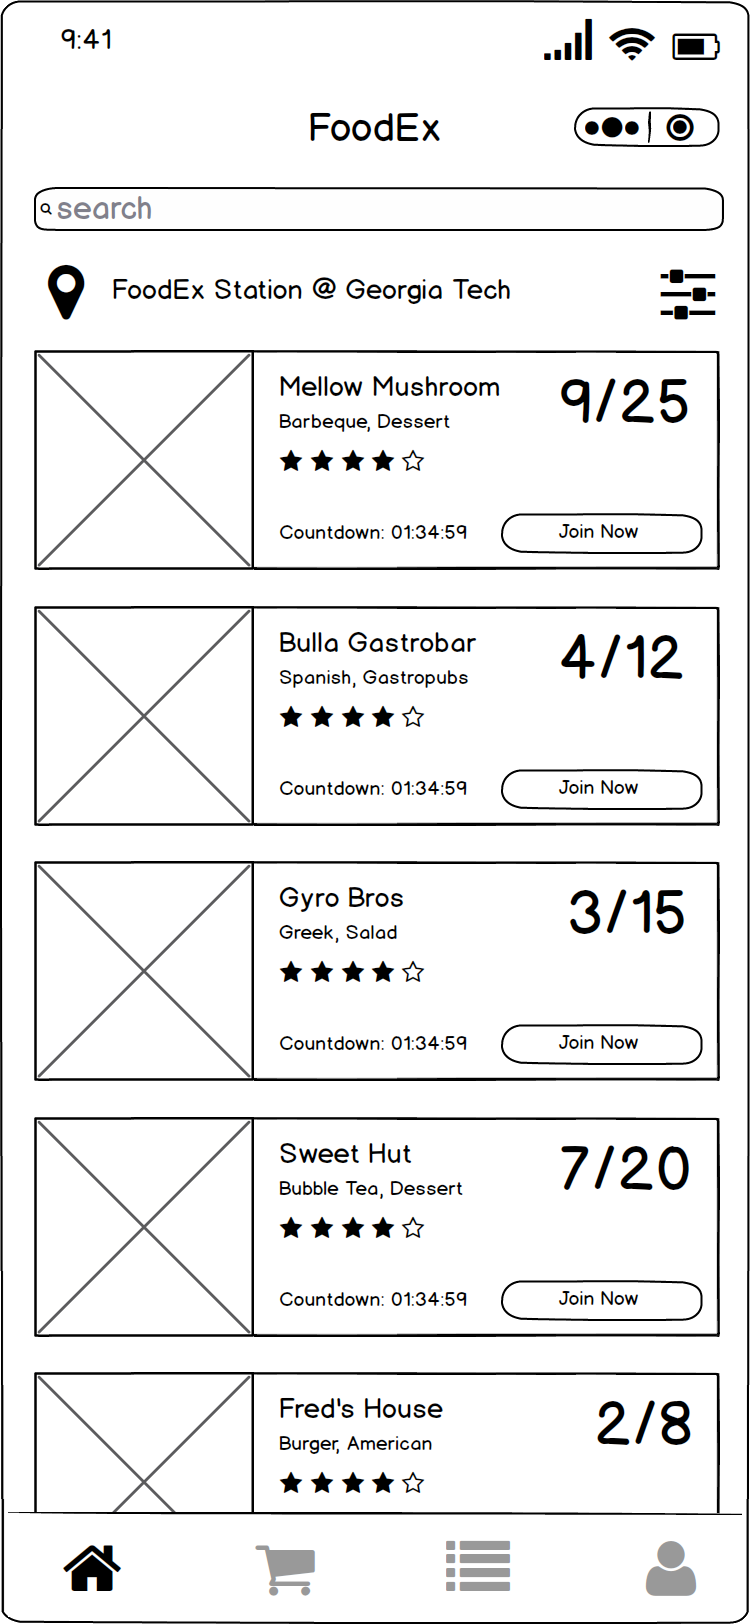 9:41
FoodEx
search
FoodEx Station @ Georgia Tech
Mellow Mushroom
9/25
Barbeque, Dessert
Countdown: 01:34:59
Join Now
Bulla Gastrobar
4/12
Spanish, Gastropubs
Countdown: 01:34:59
Join Now
Gyro Bros
3/15
Greek, Salad
Countdown: 01:34:59
Join Now
Sweet Hut
7/20
Bubble Tea, Dessert
Countdown: 01:34:59
Join Now
Fred's House
2/8
Burger, American